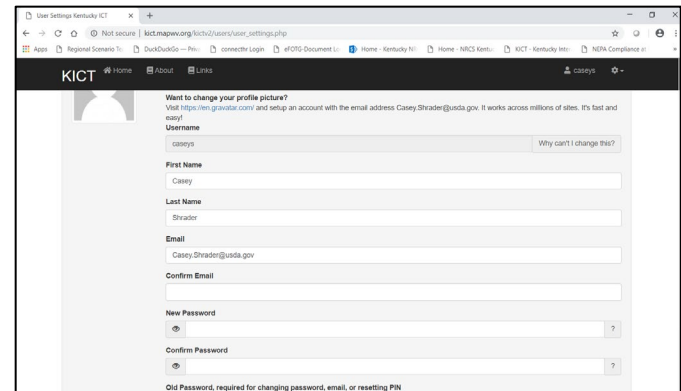 User Settings Kentucky ICT
Not secure | kict.mapwv.org/kictv2/users/user_settings.php
Apps Regional Scenario To DuckDuckGo — Priv connecthr Login eFOTG-Document Lo Home - Kentucky NR Home - NRCS Kentu KICT - Kentucky Inte NEPA Compliance at »
KICT Home About Links caseys
Want to change your profile picture?
Visit https://en.gravatar.com/ and setup an account with the email address Casey.Shrader@usda.gov. It works across millions of sites. It's fast and
easy!
Username
caseys Why can't I change this?
First Name
Casey
Last Name
Shrader
Email
Casey.Shrader@usda.gov
Confirm Email
New Password
?
Confirm Password
?
Old Password, required for changing password, email, or resetting PIN